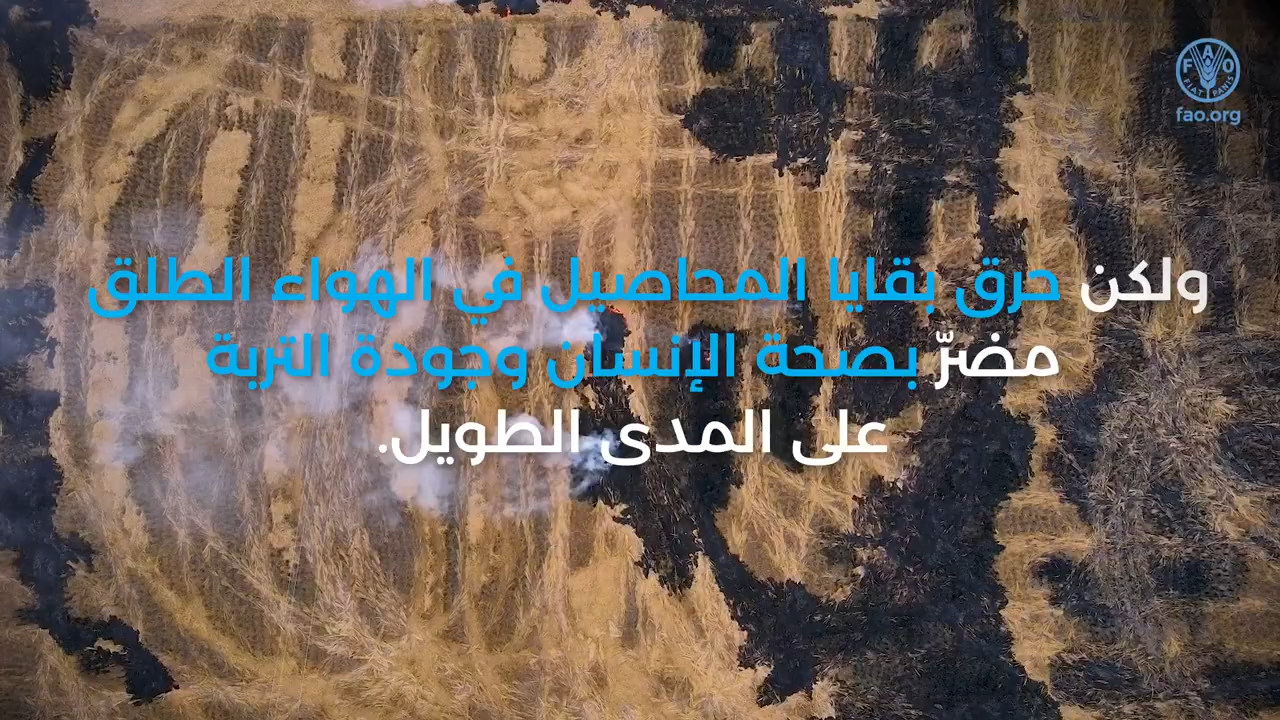 FAO
FIAT PANIS
fao.org
ولكن حرق بقايا المحاصيل في الهواء الطلق
مضرّ بصحة الإنسان وجودة التربة
على المدى الطويل.